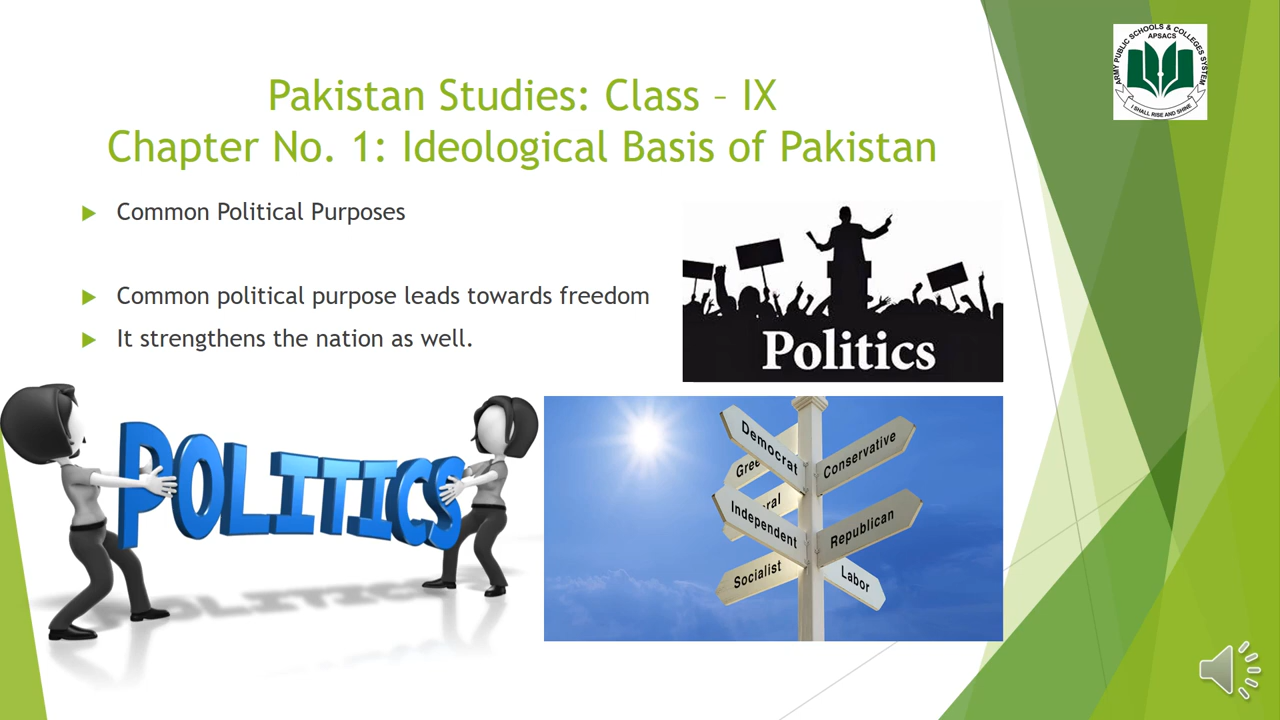 ARMY PUBLIC SCHOOLS & COLLEGES SYSTEM
APSACS
I SHALL RISE AND SHINE
Pakistan Studies: Class – IX
Chapter No. 1: Ideological Basis of Pakistan
Common Political Purposes
Common political purpose leads towards freedom
It strengthens the nation as well.
Politics
POLITICS
Democrat
Conservative
Gree
ral
Independent
Republican
Socialist
Labor